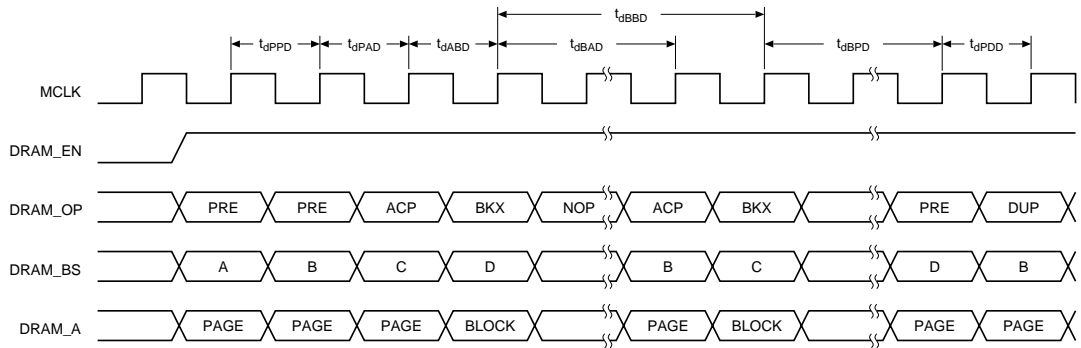 tdBBD
tdPPD tdPAD tdABD tdBAD tdBPD tdPDD
MCLK
DRAM_EN
DRAM_OP PRE PRE ACP BKX NOP ACP BKX PRE DUP
DRAM_BS A B C D B C D B
DRAM_A PAGE PAGE PAGE BLOCK PAGE BLOCK PAGE PAGE